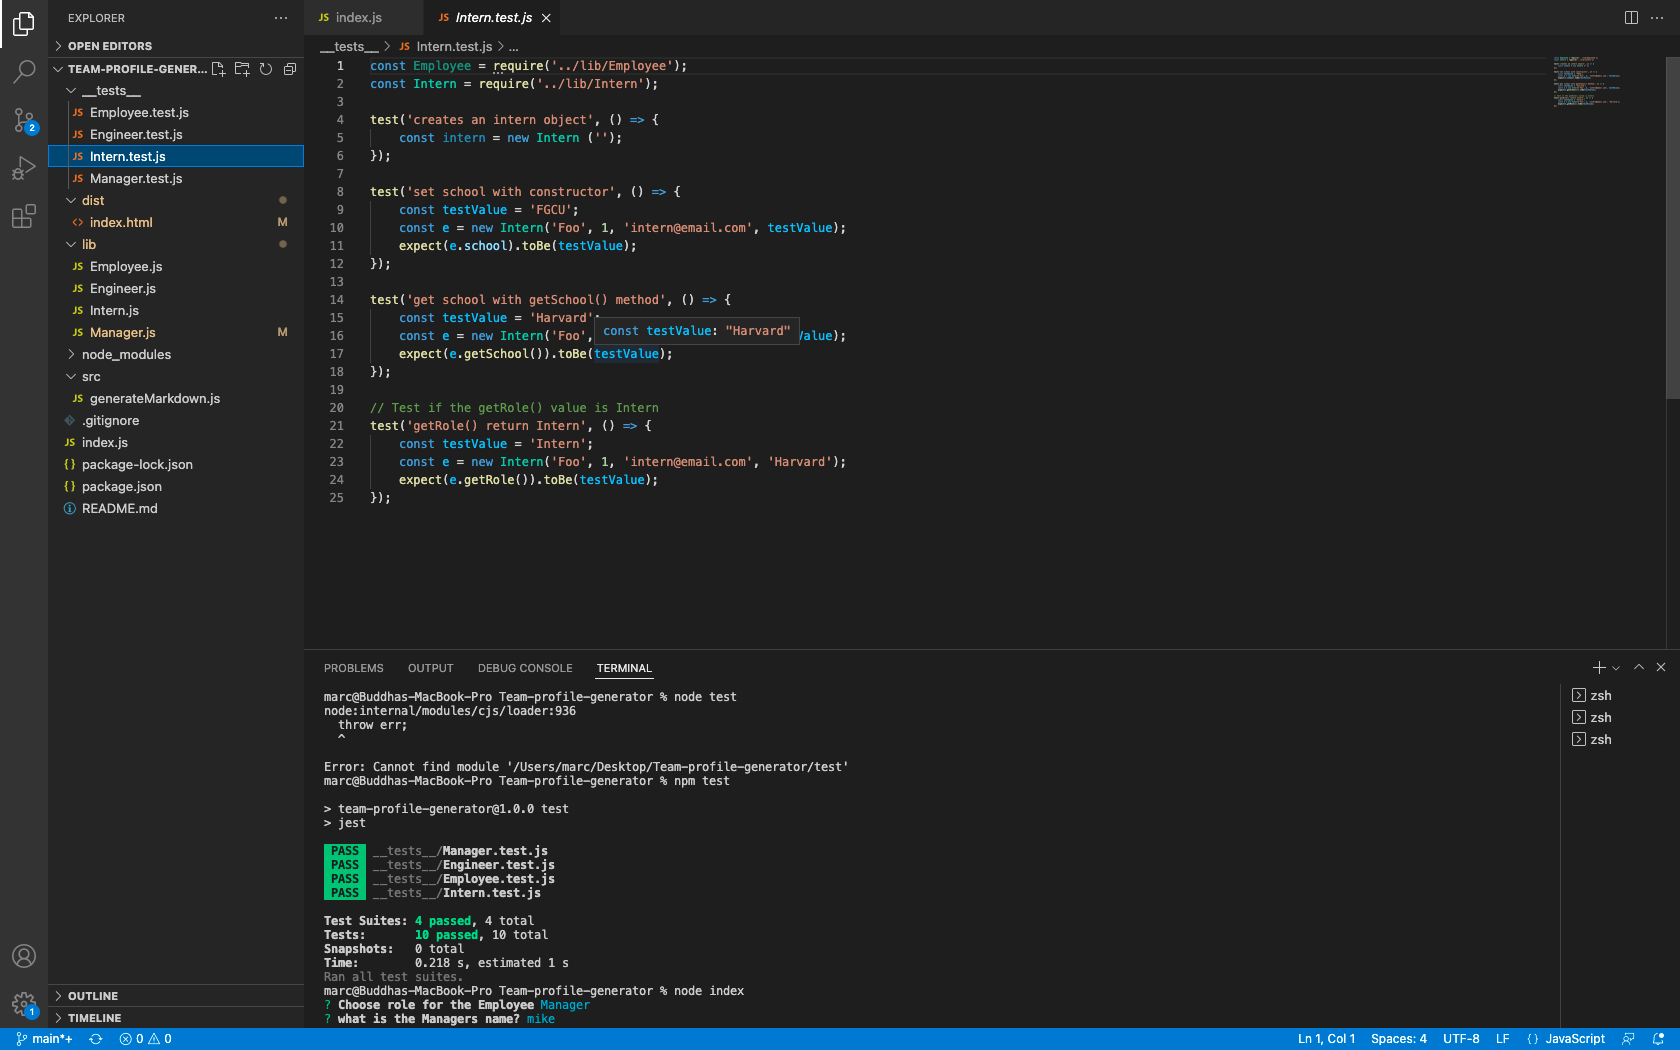 EXPLORER
OPEN EDITORS
TEAM-PROFILE-GENER...
__tests__
JS Employee.test.js
JS Engineer.test.js
JS Intern.test.js
JS Manager.test.js
dist
<> index.html M
lib
JS Employee.js
JS Engineer.js
JS Intern.js
JS Manager.js M
node_modules
src
JS generateMarkdown.js
.gitignore
JS index.js
{} package-lock.json
{} package.json
README.md
OUTLINE
TIMELINE
2
1
JS index.js
JS Intern.test.js
__tests__ > JS Intern.test.js > ...
1 const Employee = require('../lib/Employee');
2 const Intern = require('../lib/Intern');
3
4 test('creates an intern object', () => {
5 const intern = new Intern ('');
6 });
7
8 test('set school with constructor', () => {
9 const testValue = 'FGCU';
10 const e = new Intern('Foo', 1, 'intern@email.com', testValue);
11 expect(e.school).toBe(testValue);
12 });
13
14 test('get school with getSchool() method', () => {
15 const testValue = 'Harvard';
const testValue: "Harvard"
16 const e = new Intern('Foo', Value);
17 expect(e.getSchool()).toBe(testValue);
18 });
19
20 // Test if the getRole() value is Intern
21 test('getRole() return Intern', () => {
22 const testValue = 'Intern';
23 const e = new Intern('Foo', 1, 'intern@email.com', 'Harvard');
24 expect(e.getRole()).toBe(testValue);
25 });
PROBLEMS OUTPUT DEBUG CONSOLE TERMINAL
marc@Buddhas-MacBook-Pro Team-profile-generator % node test
node:internal/modules/cjs/loader:936
throw err;
^
Error: Cannot find module '/Users/marc/Desktop/Team-profile-generator/test'
marc@Buddhas-MacBook-Pro Team-profile-generator % npm test
> team-profile-generator@1.0.0 test
> jest
PASS __tests__/Manager.test.js
PASS __tests__/Engineer.test.js
PASS __tests__/Employee.test.js
PASS __tests__/Intern.test.js
Test Suites: 4 passed, 4 total
Tests: 10 passed, 10 total
Snapshots: 0 total
Time: 0.218 s, estimated 1 s
Ran all test suites.
marc@Buddhas-MacBook-Pro Team-profile-generator % node index
? Choose role for the Employee Manager
? what is the Managers name? mike
zsh
zsh
zsh
main*+ 0 0
Ln 1, Col 1 Spaces: 4 UTF-8 LF {} JavaScript